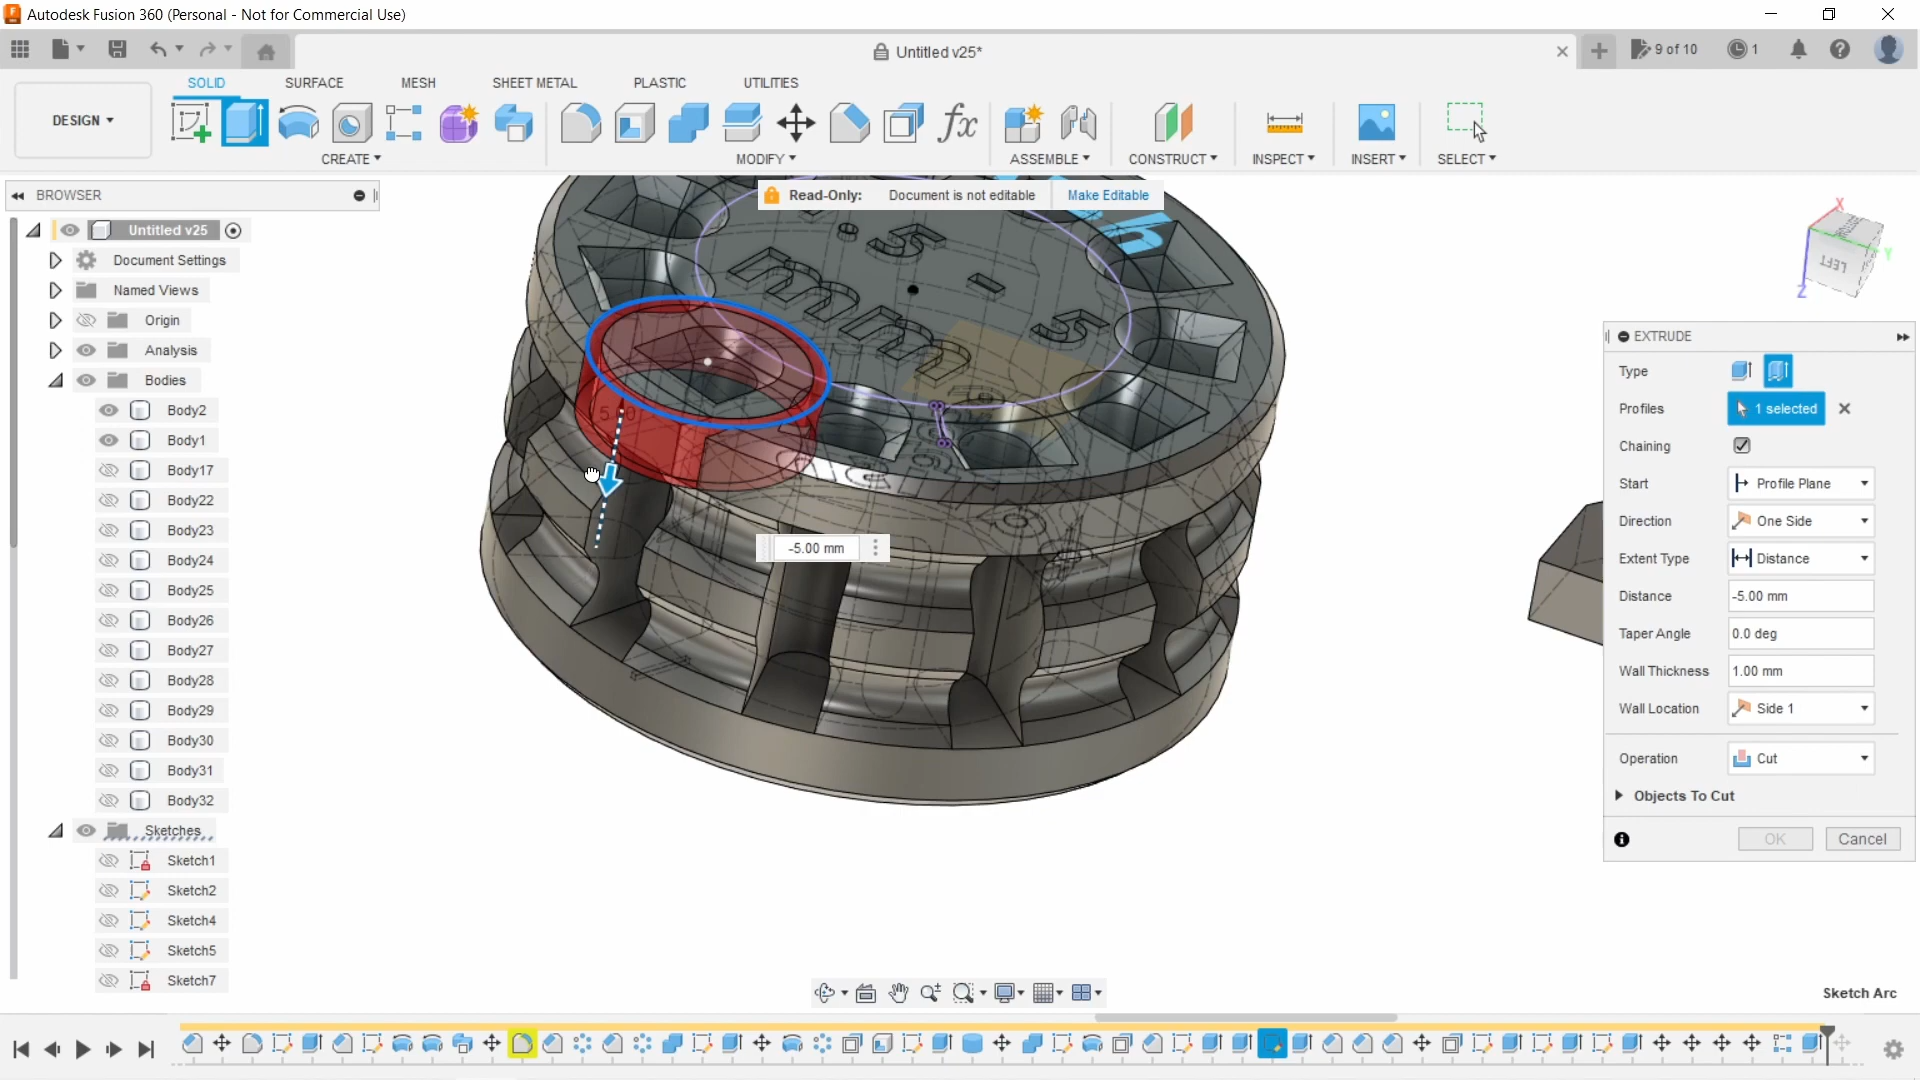 Autodesk Fusion 360 (Personal - Not for Commercial Use)
Untitled v25*
9 of 10
1
SOLID
SURFACE
MESH
SHEET METAL
PLASTIC
UTILITIES
DESIGN
CREATE
MODIFY
ASSEMBLE
CONSTRUCT
INSPECT
INSERT
SELECT
BROWSER
Read-Only: Document is not editable Make Editable
Untitled v25
Document Settings
Named Views
Origin
Analysis
Bodies
Body2
Body1
Body17
Body22
Body23
Body24
Body25
Body26
Body27
Body28
Body29
Body30
Body31
Body32
Sketches
Sketch1
Sketch2
Sketch4
Sketch5
Sketch7
5 - 5
mm
5.00
-5.00 mm
X
Y
Z
LEFT
EXTRUDE
Type
Profiles 1 selected
Chaining
Start Profile Plane
Direction One Side
Extent Type Distance
Distance -5.00 mm
Taper Angle 0.0 deg
Wall Thickness 1.00 mm
Wall Location Side 1
Operation Cut
Objects To Cut
OK Cancel
Sketch Arc